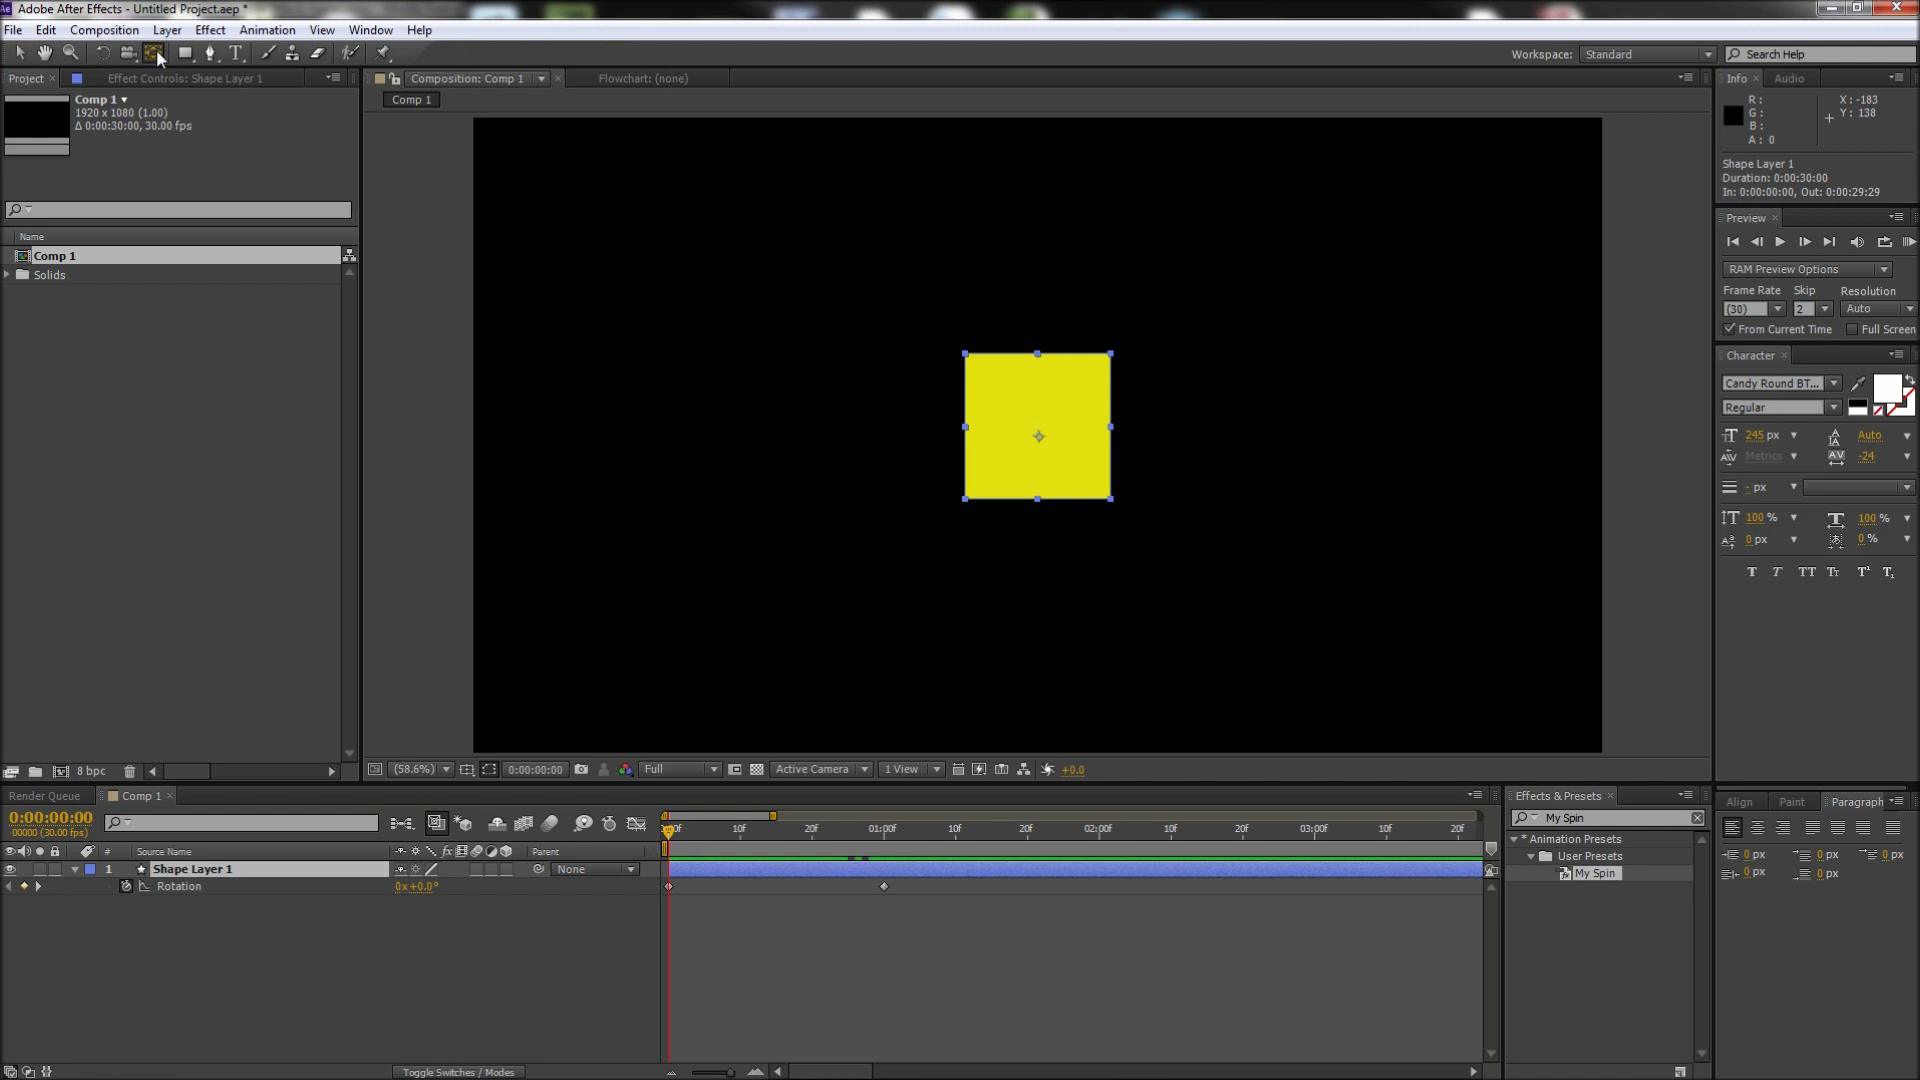 Adobe After Effects - Untitled Project.aep *
File Edit Composition Layer Effect Animation View Window Help
Workspace: Standard Search Help
Project Effect Controls: Shape Layer 1 Composition: Comp 1 Flowchart: (none) Info Audio
Comp 1
1920 x 1080 (1.00)
Δ 0:00:30:00, 30.00 fps
Comp 1
R:
G:
B:
A: 0
X: -183
Y: 138
Shape Layer 1
Duration: 0:00:30:00
In: 0:00:00:00, Out: 0:00:29:29
Preview
RAM Preview Options
Frame Rate Skip Resolution
(30) 2 Auto
From Current Time Full Screen
Name
Comp 1
Solids
Character
Candy Round BT...
Regular
245 px Auto
Metrics -24
- px
100 % 100 %
0 px 0 %
T T TT Tt T¹ T₁
8 bpc
(58.6%) 0:00:00:00 Full Active Camera 1 View +0.0
Render Queue Comp 1
0:00:00:00
00000 (30.00 fps)
10f 20f 01:00f 10f 20f 02:00f 10f 20f 03:00f 10f 20f
# Source Name Parent
1 Shape Layer 1 None
Rotation 0x+0.0°
Toggle Switches / Modes
Effects & Presets
My Spin
* Animation Presets
User Presets
My Spin
Align Paint Paragraph
0 px 0 px 0 px
0 px 0 px